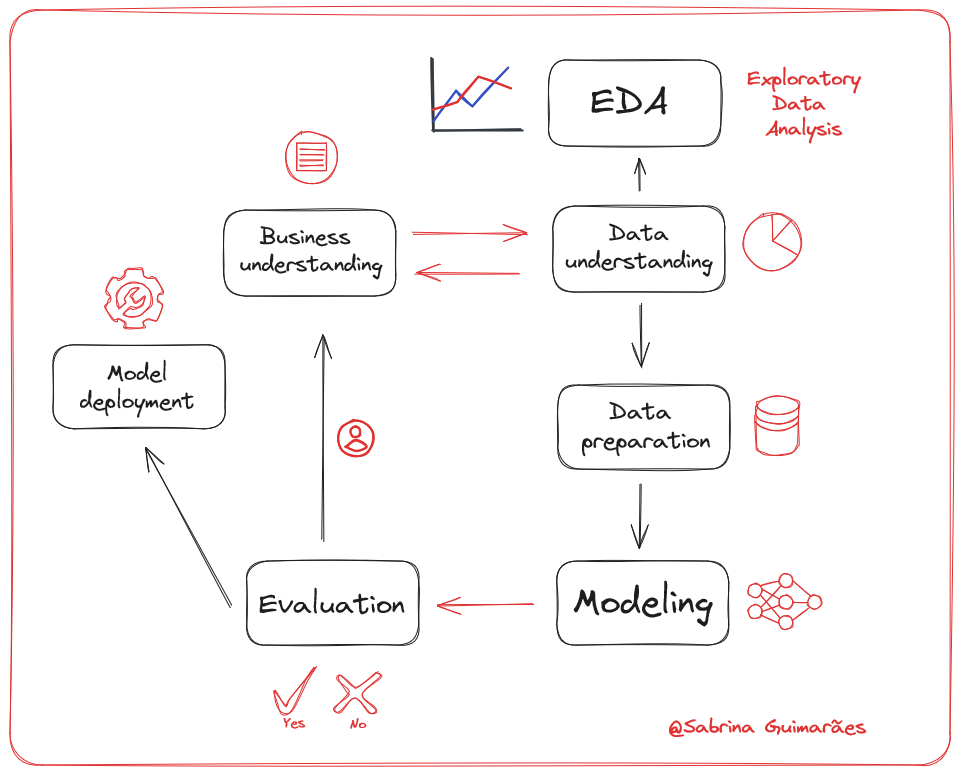 EDA
Exploratory
Data
Analysis
Business
understanding
Data
understanding
Model
deployment
Data
preparation
Evaluation
Modeling
Yes
No
@Sabrina Guimarães